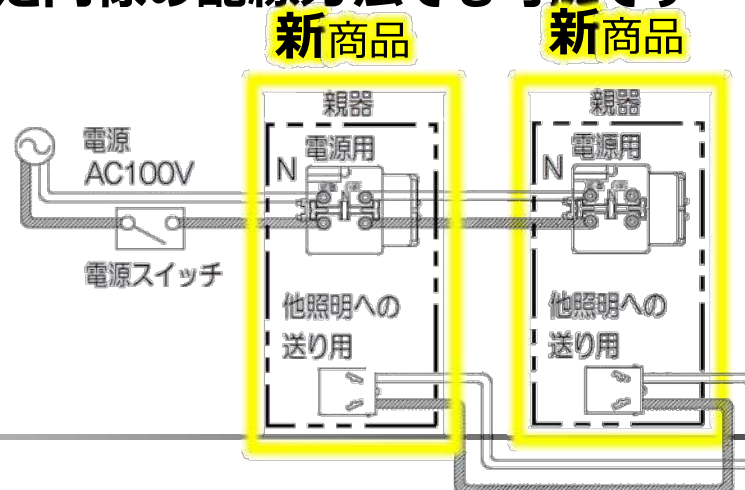 新商品 新商品
親器 親器
電源
AC100V
N 電源用
N 電源用
電源スイッチ
他照明への
送り用
他照明への
送り用